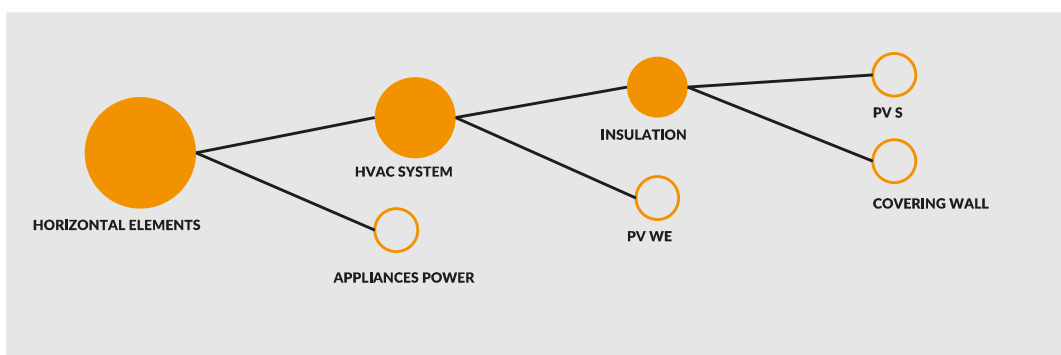 PV S
INSULATION
HVAC SYSTEM
COVERING WALL
HORIZONTAL ELEMENTS
PV WE
APPLIANCES POWER